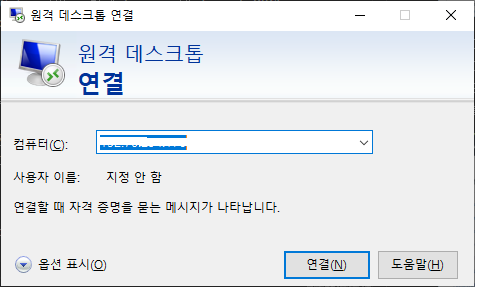 원격 데스크톱 연결
원격 데스크톱
연결
컴퓨터(C):
사용자 이름: 지정 안 함
연결할 때 자격 증명을 묻는 메시지가 나타납니다.
옵션 표시(O) 연결(N) 도움말(H)